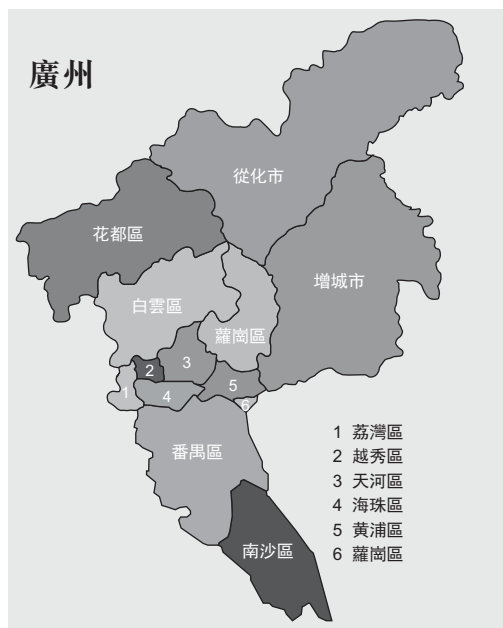 廣州
從化市
花都區
增城市
白雲區
蘿崗區
3
2
5
1
4
6
番禺區
1 荔灣區
2 越秀區
3 天河區
4 海珠區
5 黄浦區
6 蘿崗區
南沙區